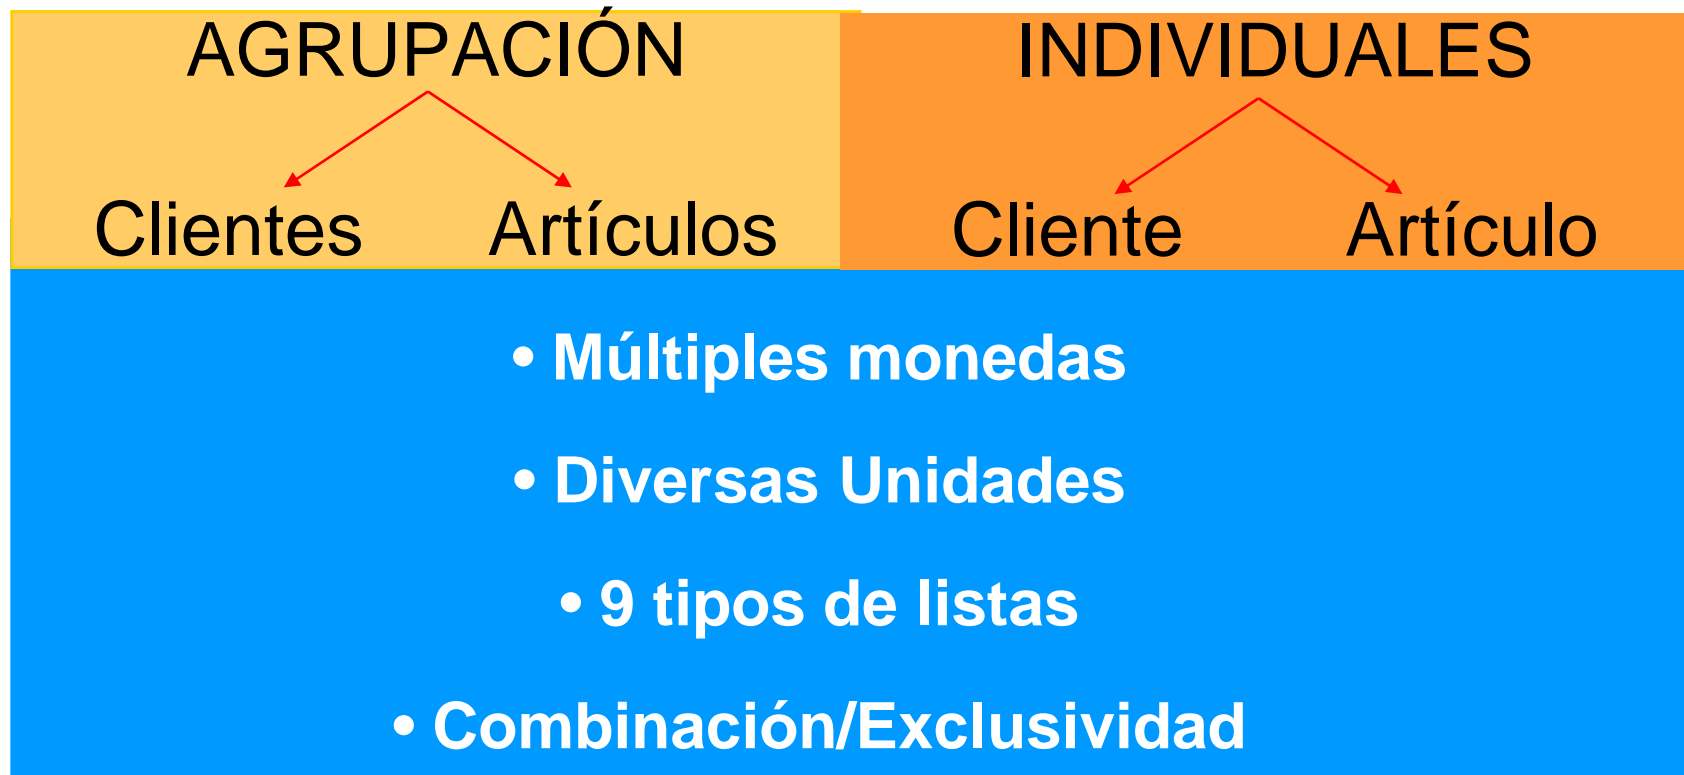 AGRUPACIÓN INDIVIDUALES
Clientes Artículos Cliente Artículo
• Múltiples monedas
• Diversas Unidades
• 9 tipos de listas
• Combinación/Exclusividad